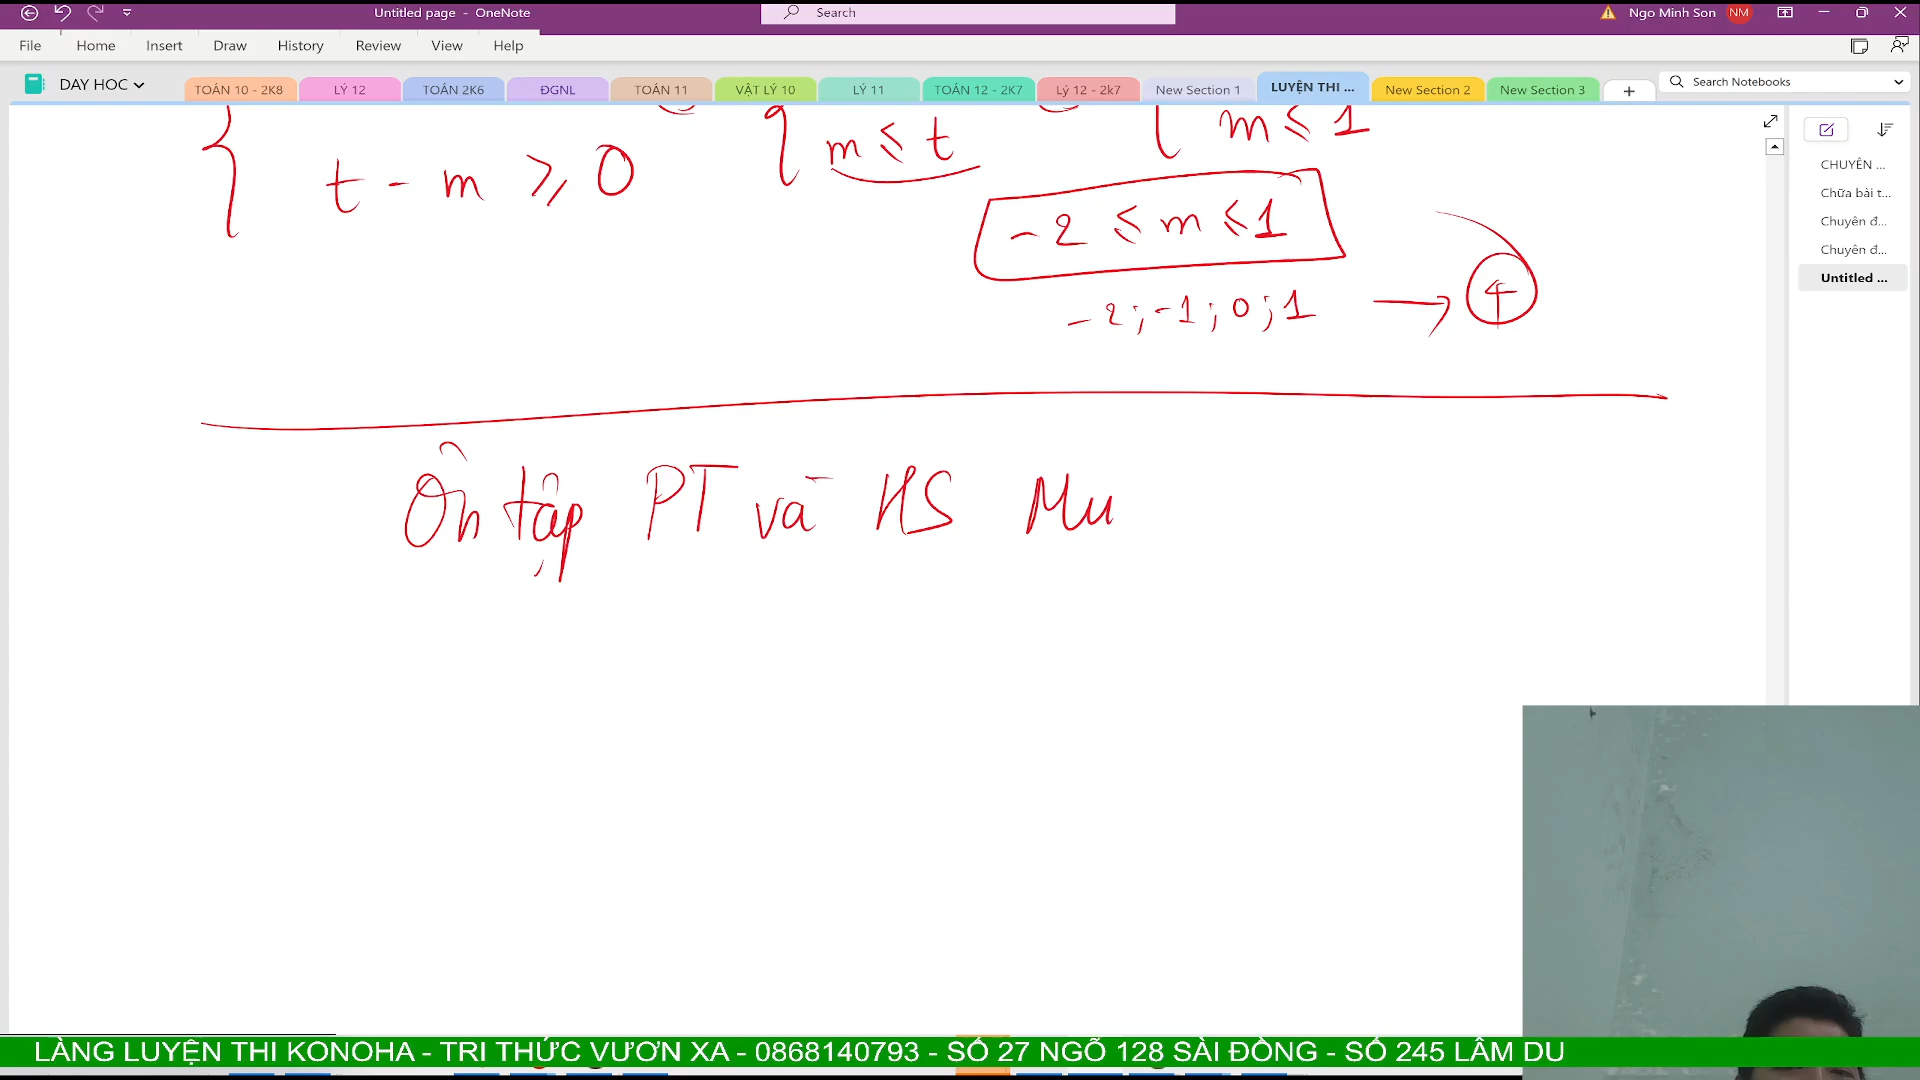 Untitled page - OneNote
Search
Ngo Minh Son
NM
File Home Insert Draw History Review View Help
DAY HOC
TOÁN 10 - 2K8
LÝ 12
TOÁN 2K6
ĐGNL
TOÁN 11
VẬT LÝ 10
LÝ 11
TOÁN 12 - 2K7
Lý 12 - 2k7
New Section 1
LUYỆN THI ...
New Section 2
New Section 3
+
Search Notebooks
CHUYÊN ...
Chữa bài t...
Chuyên đ...
Chuyên đ...
Untitled ...
m ≤ t
m ≤ 1
t - m ≥ 0
-2 ≤ m ≤ 1
-2; -1; 0; 1 → 4
Ôn tập PT và HS Mu
LÀNG LUYỆN THI KONOHA - TRI THỨC VƯƠN XA - 0868140793 - SỐ 27 NGÕ 128 SÀI ĐỒNG - SỐ 245 LÂM DU